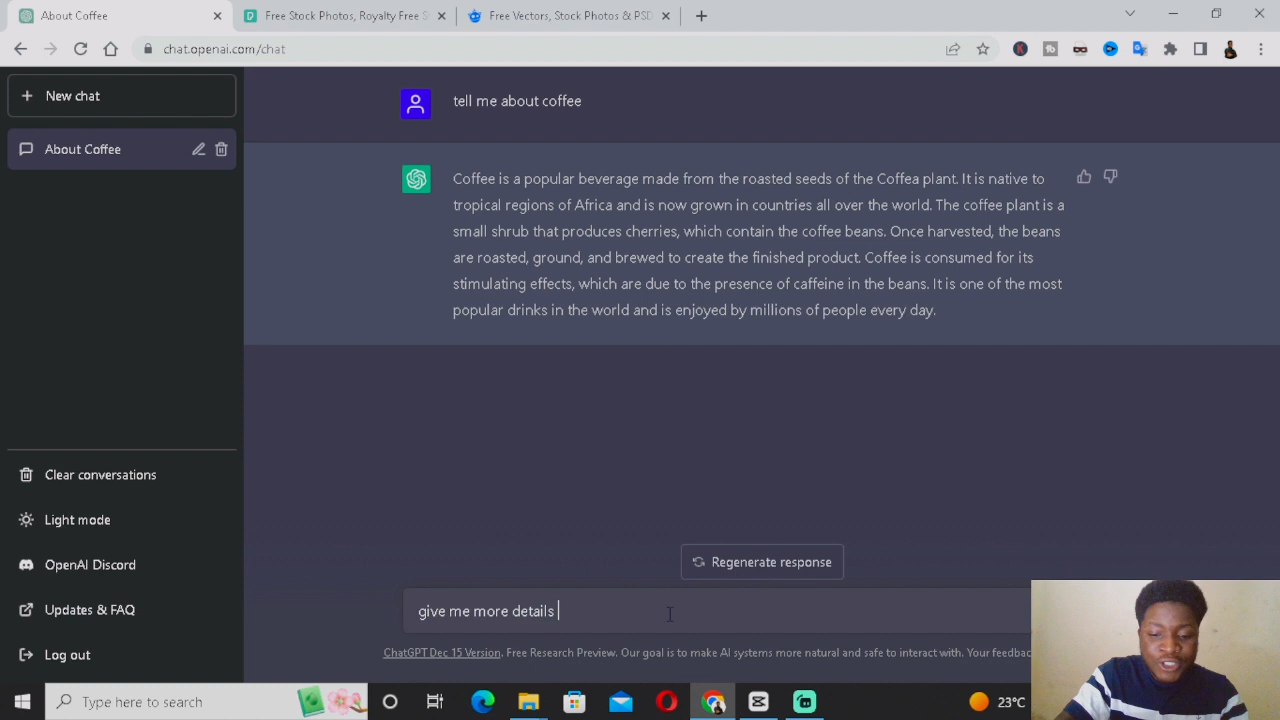 About Coffee
Free Stock Photos, Royalty Free S
Free Vectors, Stock Photos & PSD
chat.openai.com/chat
New chat
About Coffee
tell me about coffee
Coffee is a popular beverage made from the roasted seeds of the Coffea plant. It is native to
tropical regions of Africa and is now grown in countries all over the world. The coffee plant is a
small shrub that produces cherries, which contain the coffee beans. Once harvested, the beans
are roasted, ground, and brewed to create the finished product. Coffee is consumed for its
stimulating effects, which are due to the presence of caffeine in the beans. It is one of the most
popular drinks in the world and is enjoyed by millions of people every day.
Clear conversations
Light mode
OpenAI Discord
Updates & FAQ
Log out
Regenerate response
give me more details
ChatGPT Dec 15 Version. Free Research Preview. Our goal is to make AI systems more natural and safe to interact with. Your feedbac
Type here to search
23°C